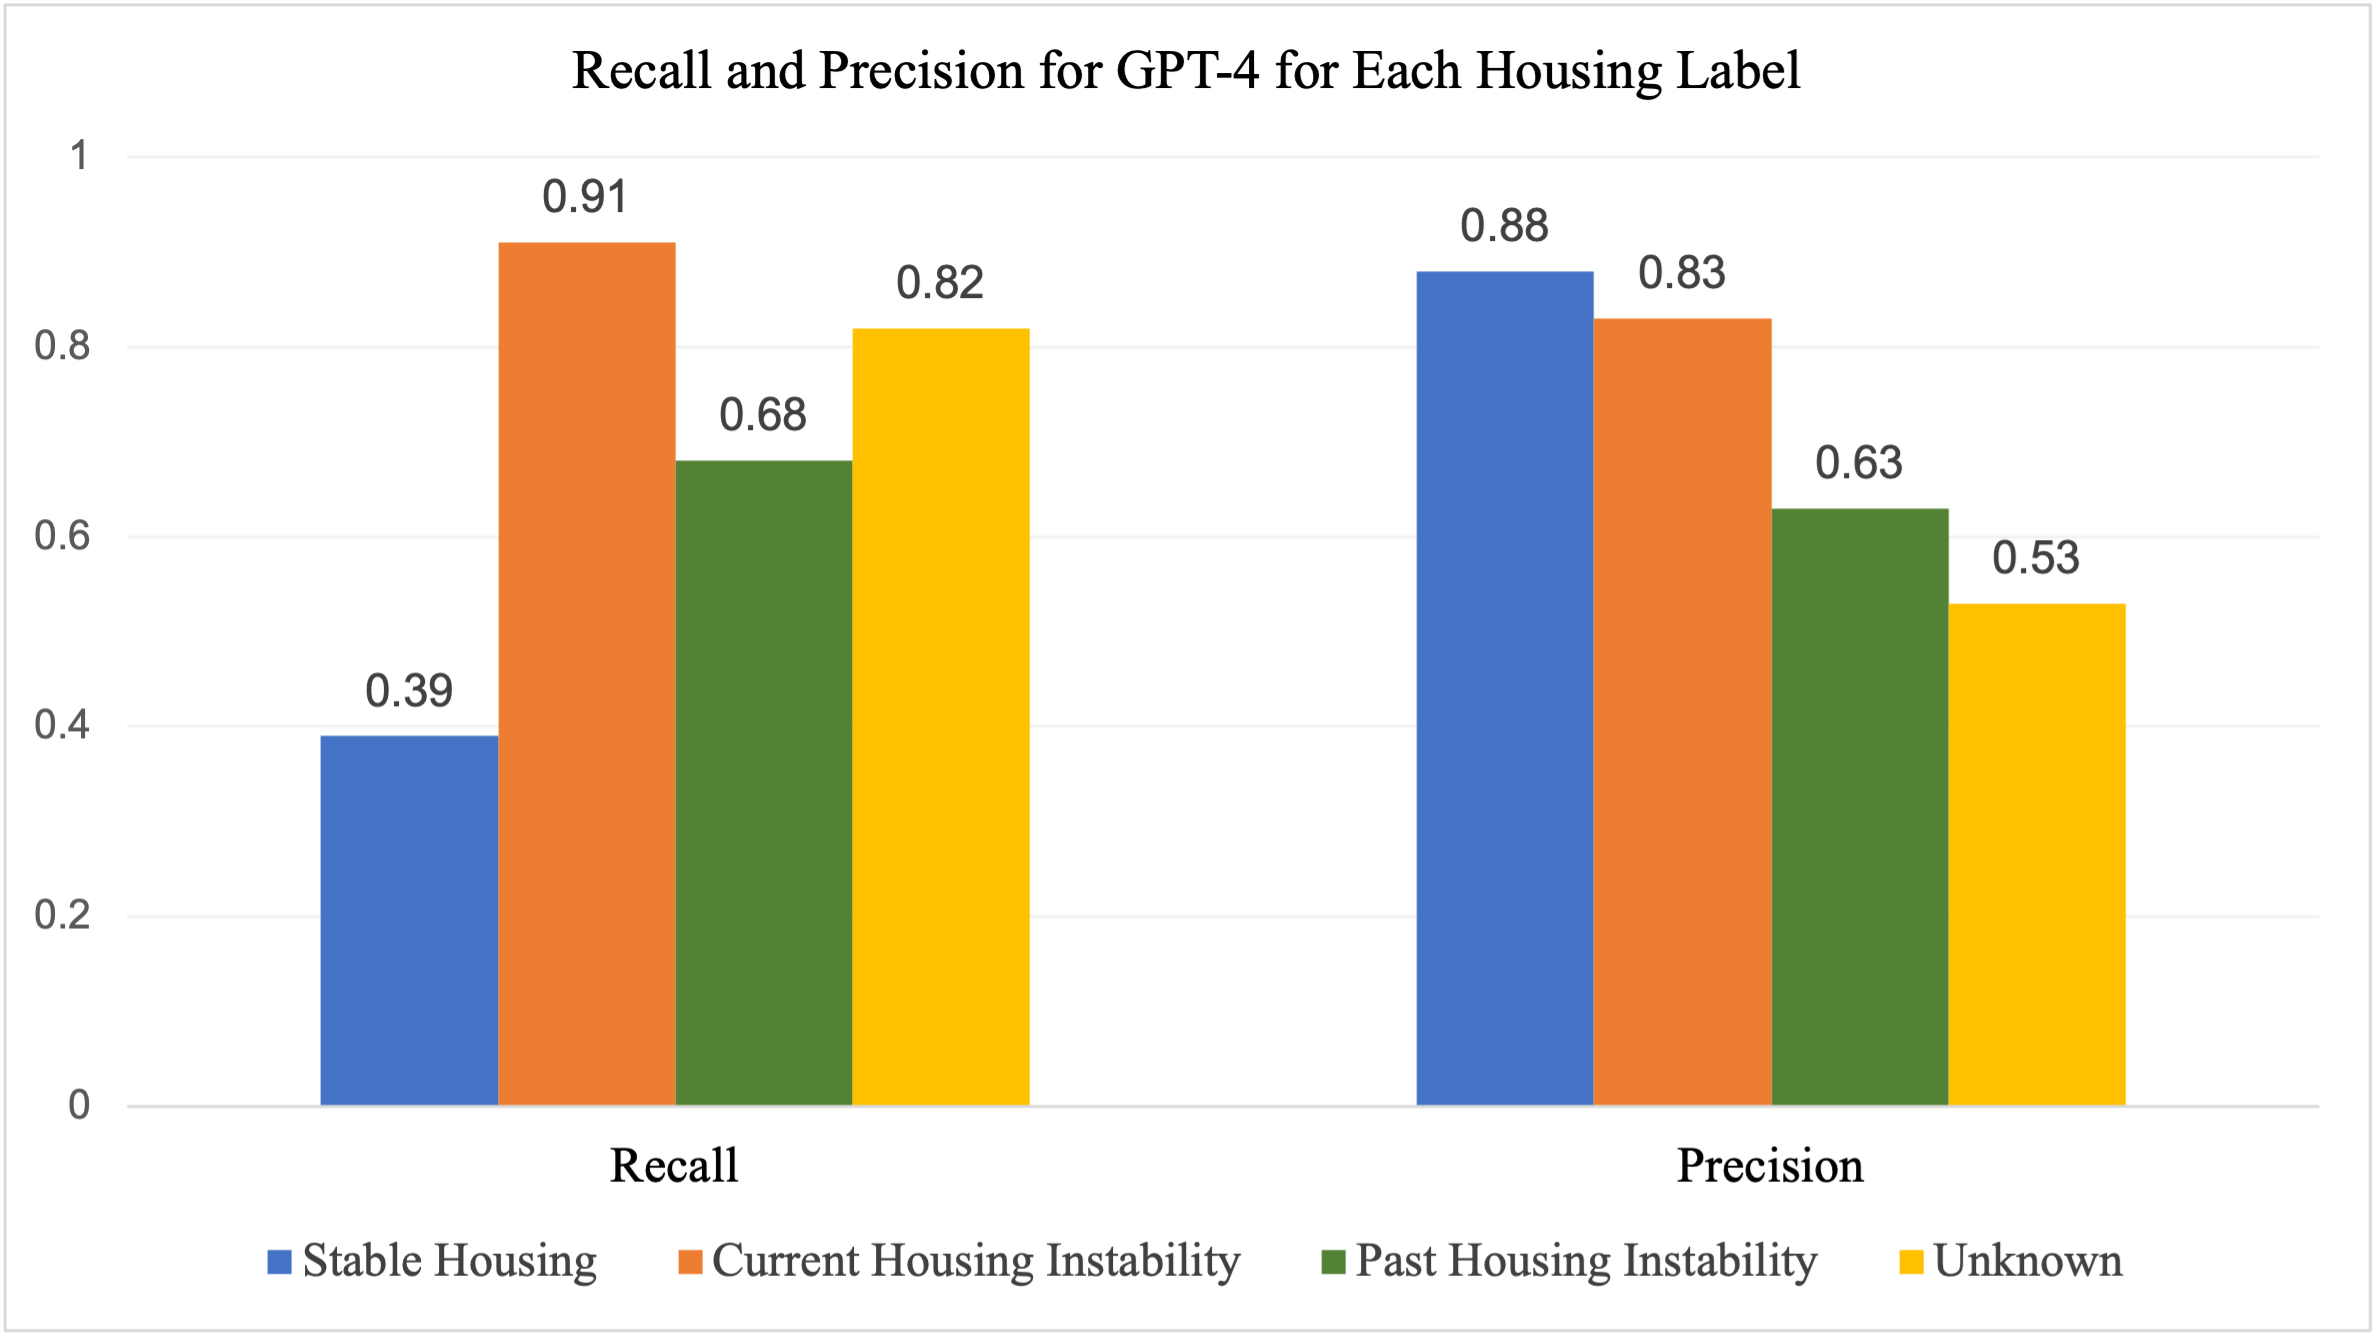 Recall and Precision for GPT-4 for Each Housing Label
1
0.8
0.6
0.4
0.2
0
0.39
0.91
0.68
0.82
0.88
0.83
0.63
0.53
Recall
Precision
Stable Housing
Current Housing Instability
Past Housing Instability
Unknown